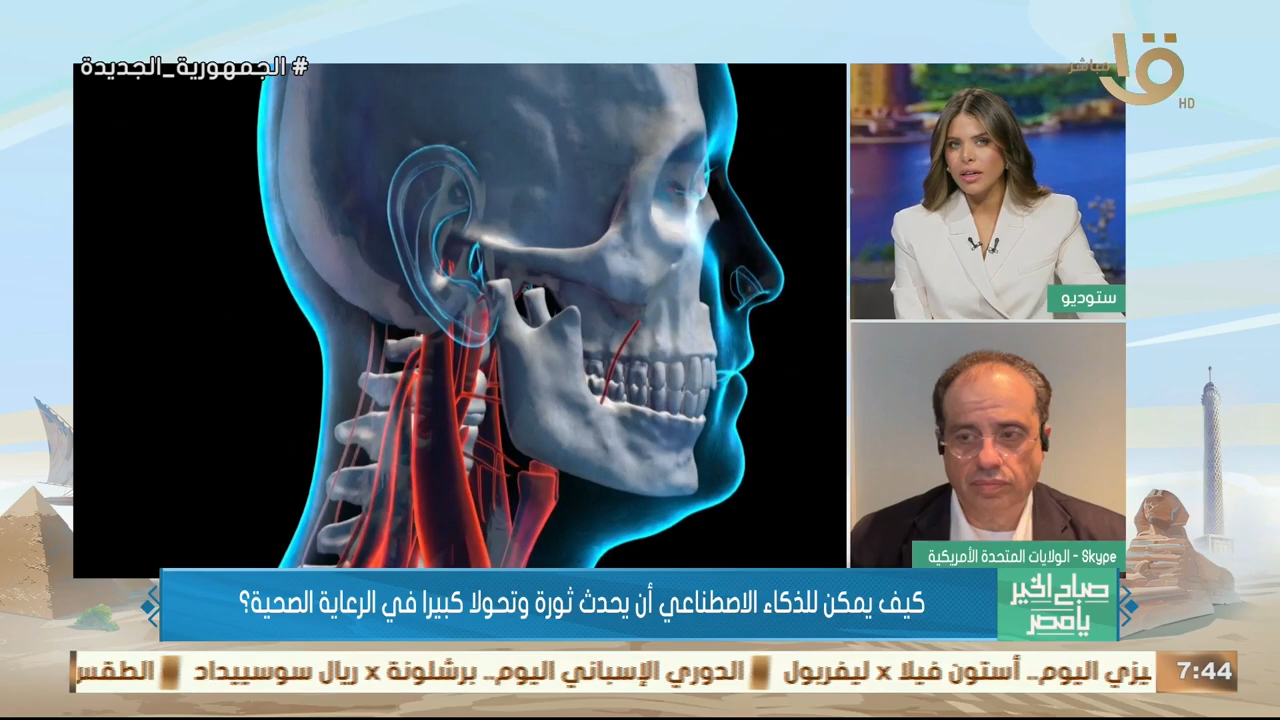 # الجمهورية_الجديدة
مباشر
HD
ستوديو
Skype - الولايات المتحدة الأمريكية
صباح الخير
يا مصر
كيف يمكن للذكاء الاصطناعي أن يحدث ثورة وتحولا كبيرا في الرعاية الصحية؟
7:44
يزي اليوم.. أستون فيلا x ليفربول الدوري الإسباني اليوم.. برشلونة x ريال سوسييداد الطقس